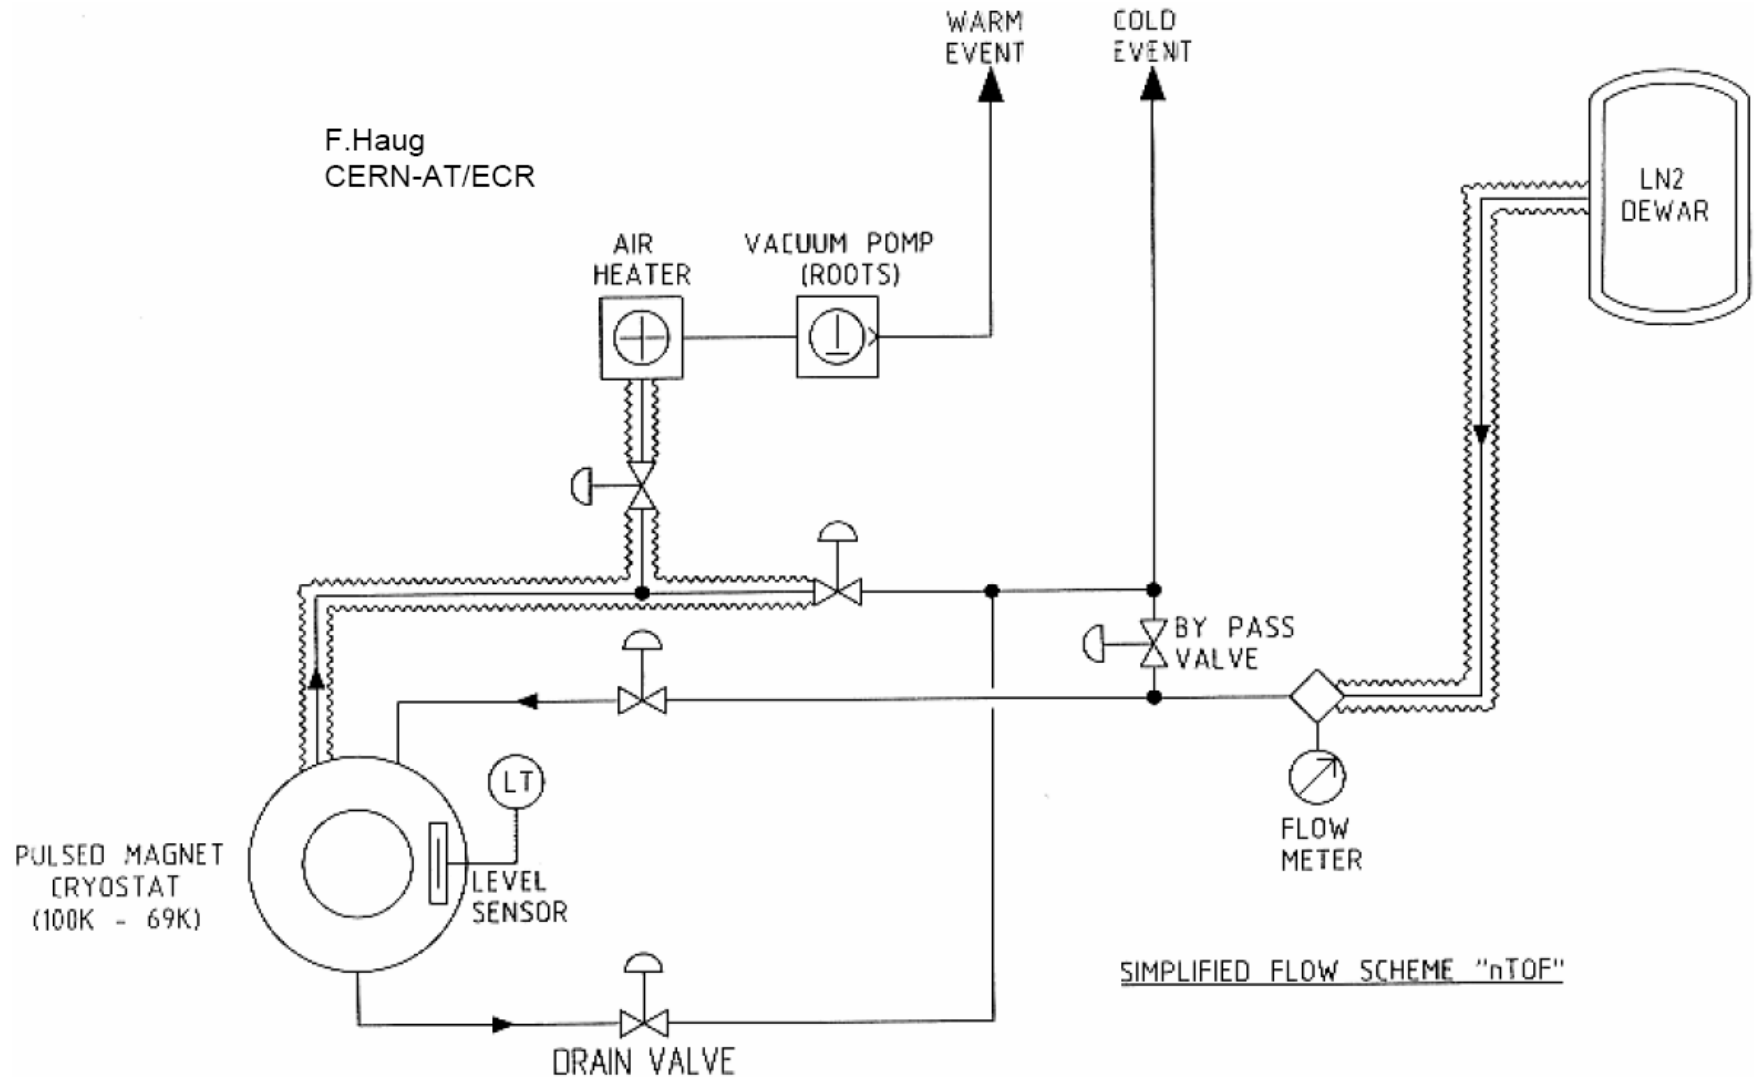 WARM
EVENT
COLD
EVENT
F.Haug
CERN-AT/ECR
LN2
DEWAR
AIR
HEATER
VACUUM POMP
(ROOTS)
BY PASS
VALVE
LT
FLOW
METER
PULSED MAGNET
CRYOSTAT
(100K - 69K)
LEVEL
SENSOR
SIMPLIFIED FLOW SCHEME "nTOF"
DRAIN VALVE